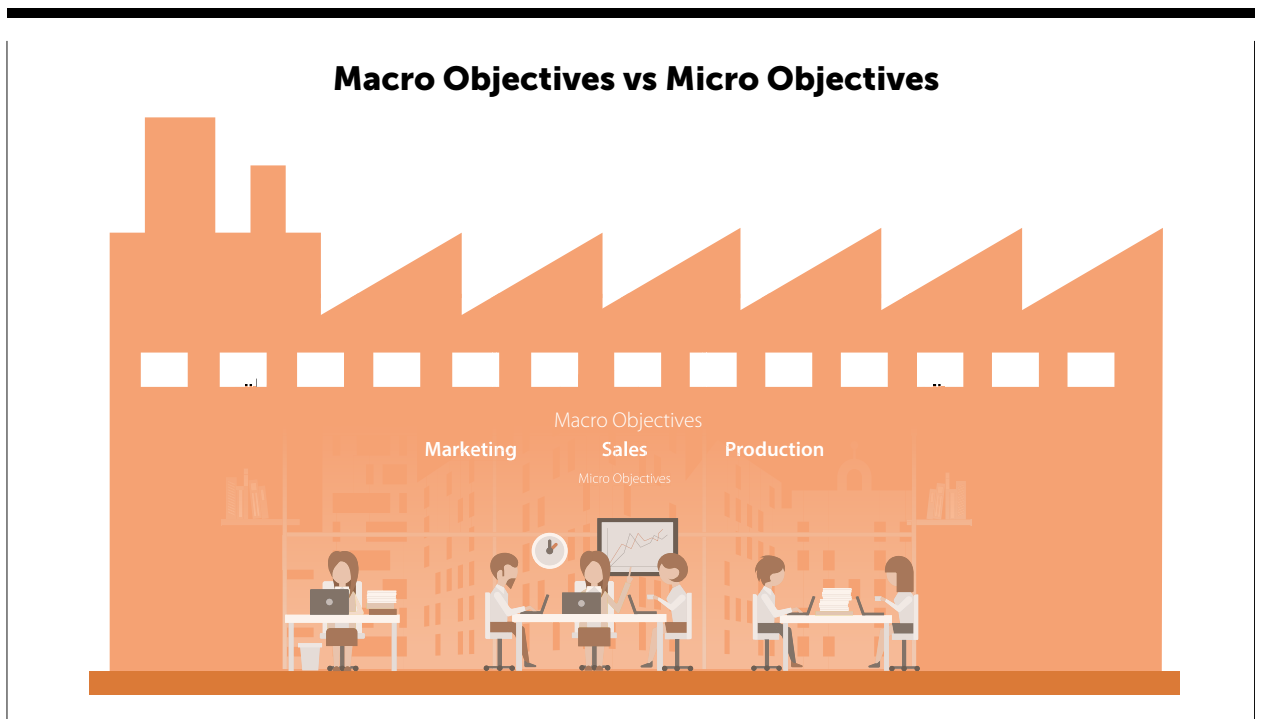 Macro Objectives vs Micro Objectives
Macro Objectives
Marketing Sales Production
Micro Objectives